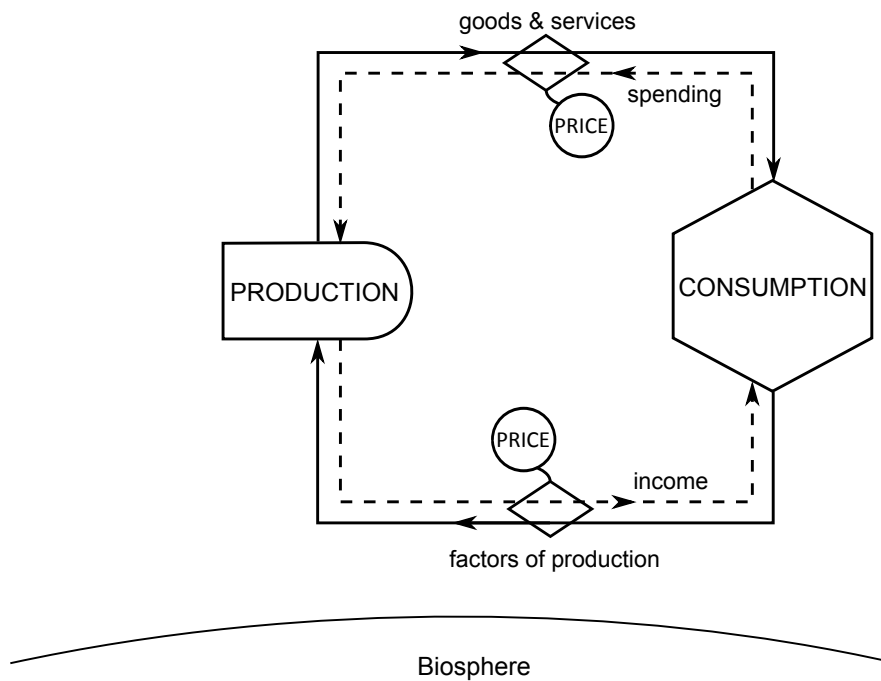 goods & services
spending
PRICE
PRODUCTION
CONSUMPTION
PRICE
income
factors of production
Biosphere